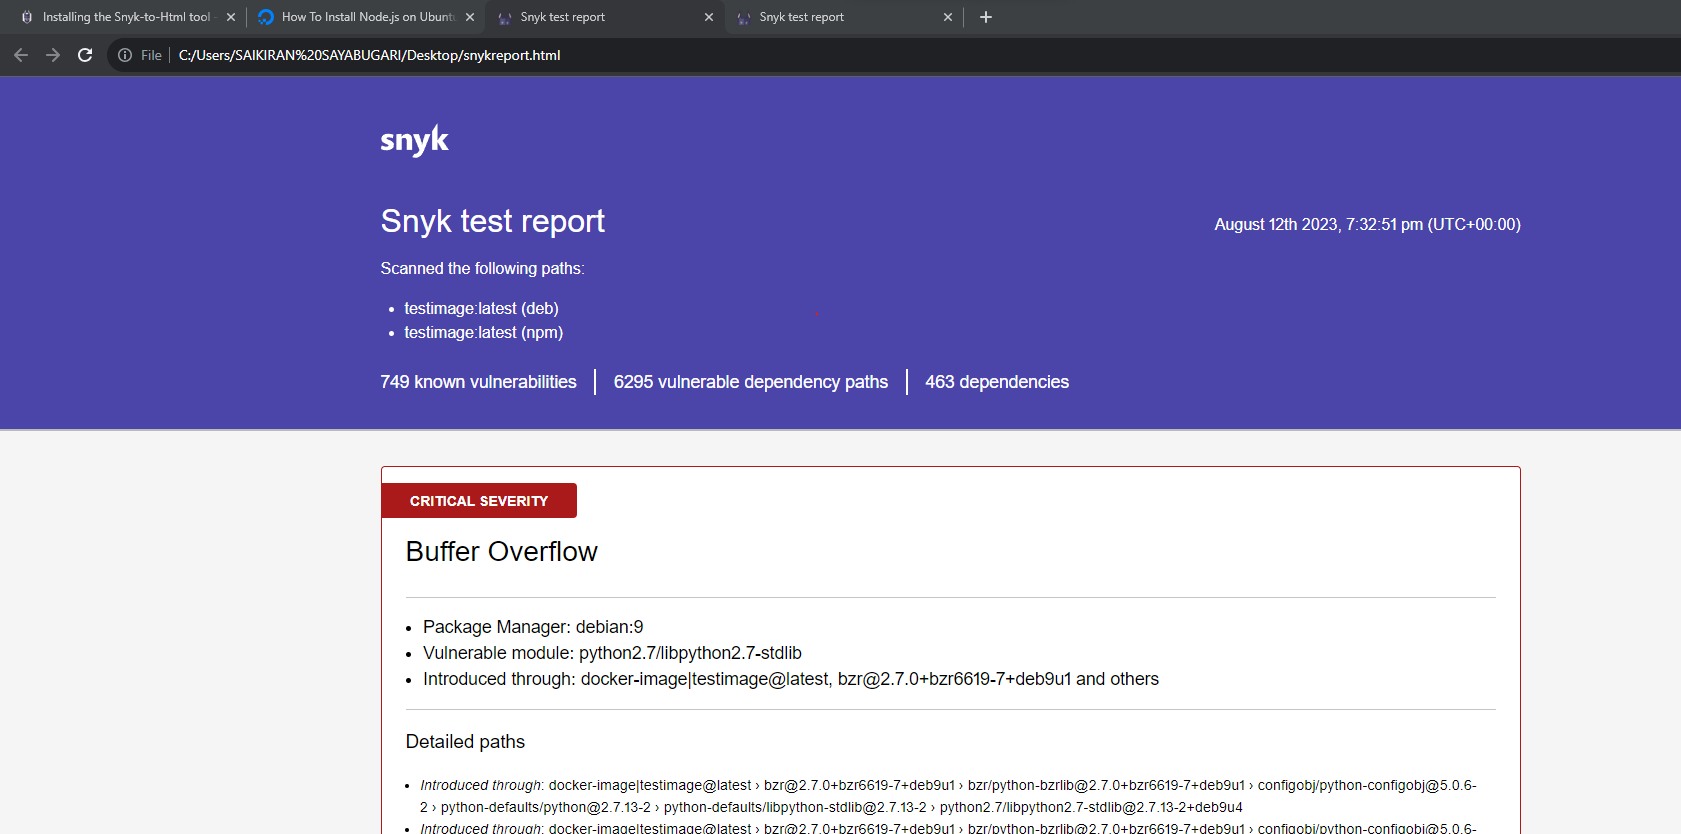 Installing the Snyk-to-Html tool -
How To Install Node.js on Ubuntu
Snyk test report
Snyk test report
File
C:/Users/SAIKIRAN%20SAYABUGARI/Desktop/snykreport.html
snyk
Snyk test report
August 12th 2023, 7:32:51 pm (UTC+00:00)
Scanned the following paths:
• testimage:latest (deb)
• testimage:latest (npm)
749 known vulnerabilities
6295 vulnerable dependency paths
463 dependencies
CRITICAL SEVERITY
Buffer Overflow
• Package Manager: debian:9
• Vulnerable module: python2.7/libpython2.7-stdlib
• Introduced through: docker-image|testimage@latest, bzr@2.7.0+bzr6619-7+deb9u1 and others
Detailed paths
• Introduced through: docker-image|testimage@latest › bzr@2.7.0+bzr6619-7+deb9u1 › bzr/python-bzrlib@2.7.0+bzr6619-7+deb9u1 › configobj/python-configobj@5.0.6-
2 › python-defaults/python@2.7.13-2 › python-defaults/libpython-stdlib@2.7.13-2 › python2.7/libpython2.7-stdlib@2.7.13-2+deb9u4
• Introduced through: docker-image|testimage@latest › bzr@2.7.0+bzr6619-7+deb9u1 › bzr/python-bzrlib@2.7.0+bzr6619-7+deb9u1 › configobj/python-configobj@5.0.6-